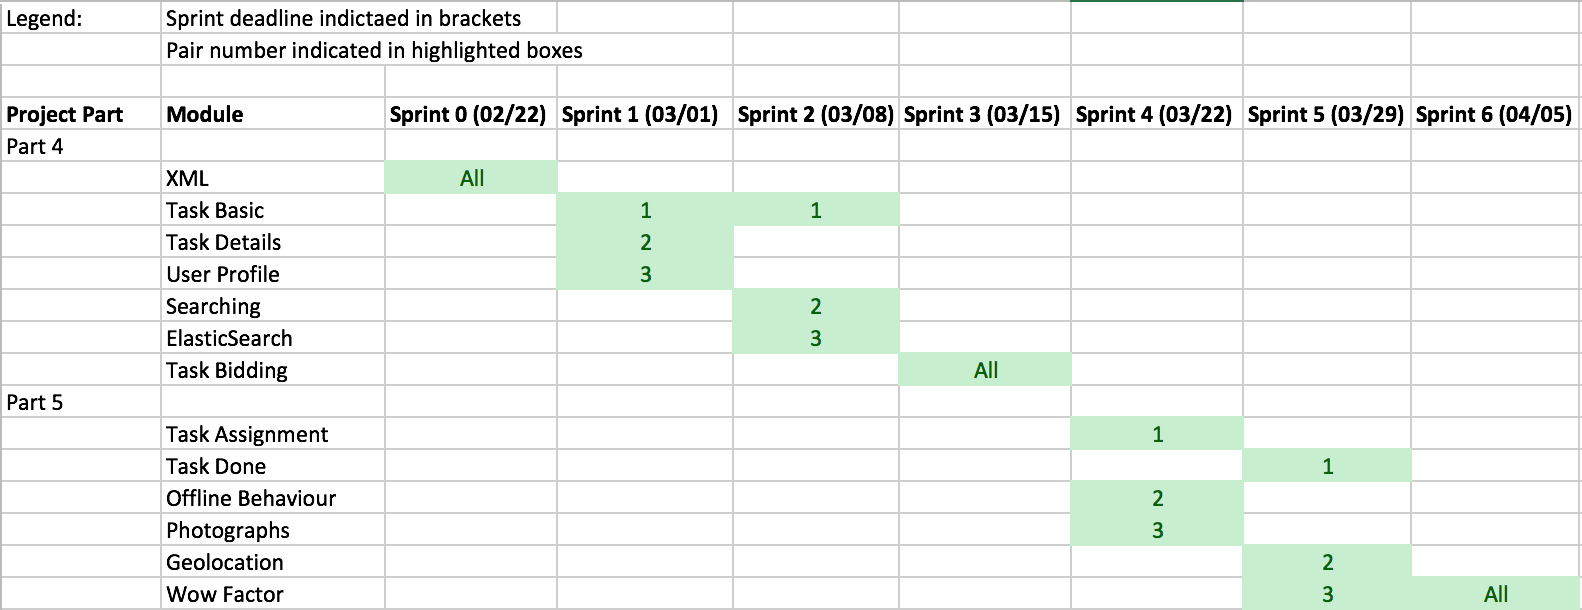 Legend: Sprint deadline indictaed in brackets
Pair number indicated in highlighted boxes
Project Part Module Sprint 0 (02/22) Sprint 1 (03/01) Sprint 2 (03/08) Sprint 3 (03/15) Sprint 4 (03/22) Sprint 5 (03/29) Sprint 6 (04/05)
Part 4
XML All
Task Basic 1 1
Task Details 2
User Profile 3
Searching 2
ElasticSearch 3
Task Bidding All
Part 5
Task Assignment 1
Task Done 1
Offline Behaviour 2
Photographs 3
Geolocation 2
Wow Factor 3 All